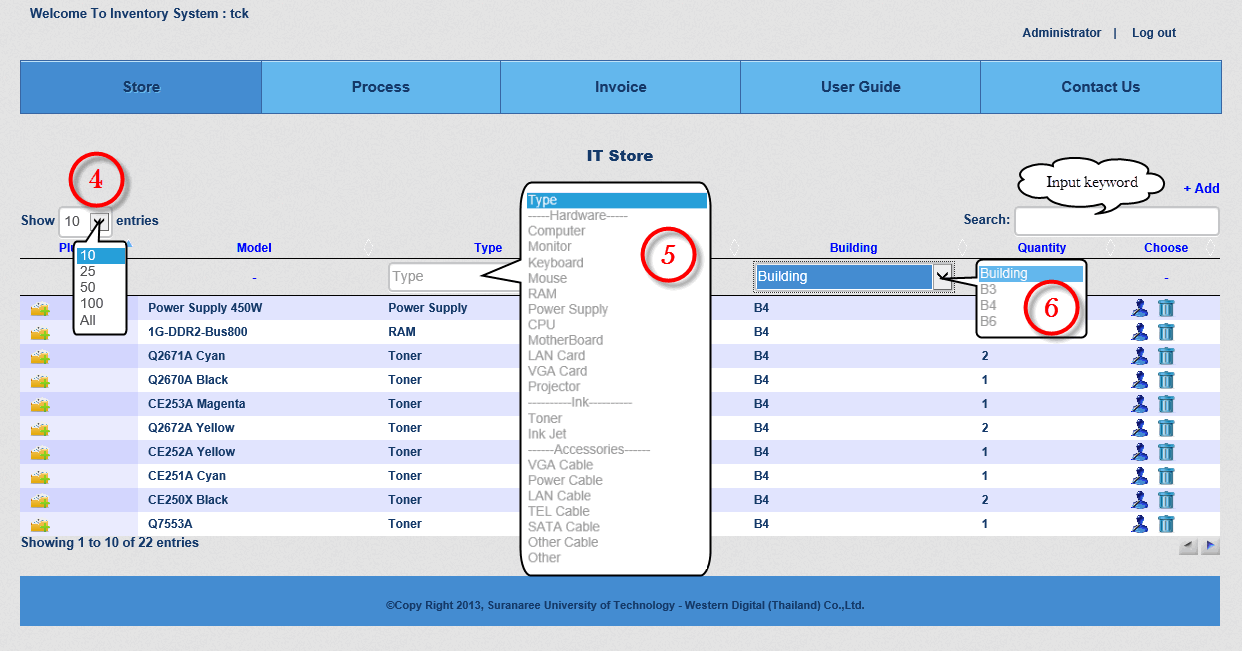 Welcome To Inventory System : tck
Administrator | Log out
Store Process Invoice User Guide Contact Us
IT Store
4
Input keyword
+ Add
Show 10 entries
Search:
Model Type Building Quantity Choose
- Type Building -
10
25
50
100
All
Type
-----Hardware-----
Computer
Monitor
Keyboard
Mouse
RAM
Power Supply
CPU
MotherBoard
LAN Card
VGA Card
Projector
----------Ink----------
Toner
Ink Jet
------Accessories------
VGA Cable
Power Cable
LAN Cable
TEL Cable
SATA Cable
Other Cable
Other
5
Building
B3
B4
B6
6
Power Supply 450W Power Supply B4
1G-DDR2-Bus800 RAM B4
Q2671A Cyan Toner B4 2
Q2670A Black Toner B4 1
CE253A Magenta Toner B4 1
Q2672A Yellow Toner B4 2
CE252A Yellow Toner B4 1
CE251A Cyan Toner B4 1
CE250X Black Toner B4 2
Q7553A Toner B4 1
Showing 1 to 10 of 22 entries
©Copy Right 2013, Suranaree University of Technology - Western Digital (Thailand) Co.,Ltd.